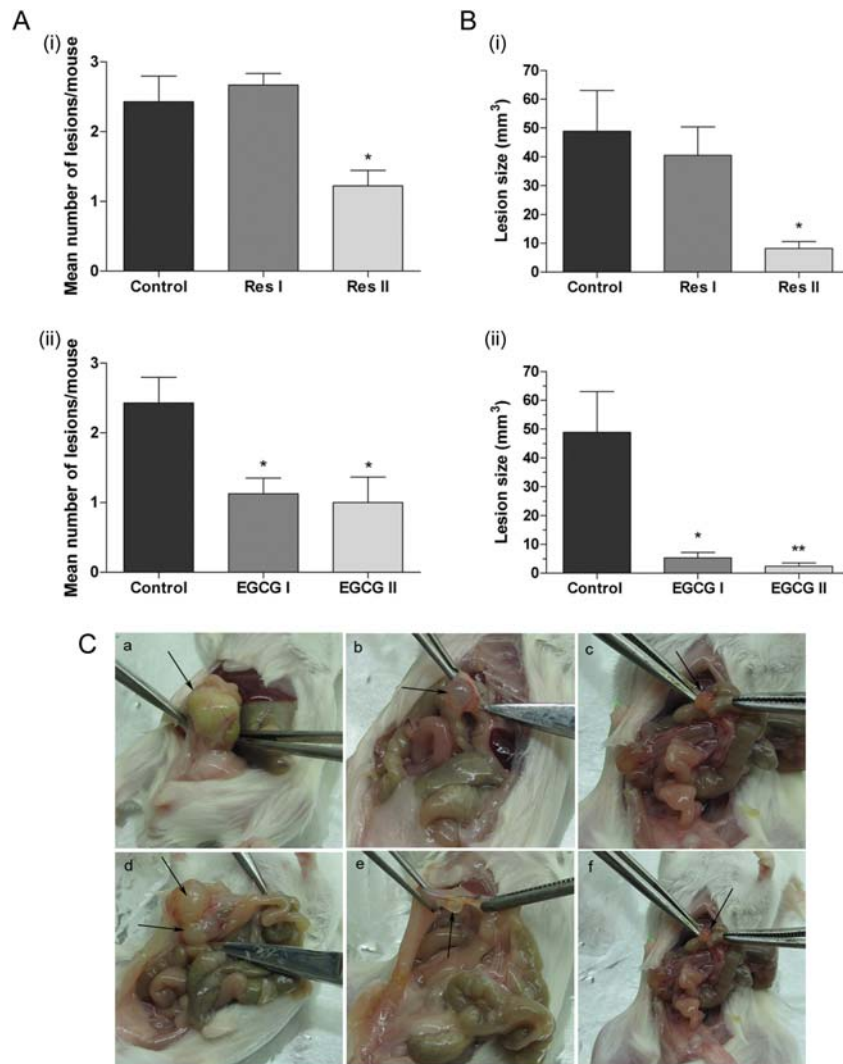 A
(i)
Mean number of lesions/mouse
3
2
1
0
Control Res I Res II
*
B
(i)
Lesion size (mm³)
70
60
50
40
30
20
10
0
Control Res I Res II
*
(ii)
Mean number of lesions/mouse
3
2
1
0
Control EGCG I EGCG II
* *
(ii)
Lesion size (mm³)
70
60
50
40
30
20
10
0
Control EGCG I EGCG II
* **
C
a b c
d e f